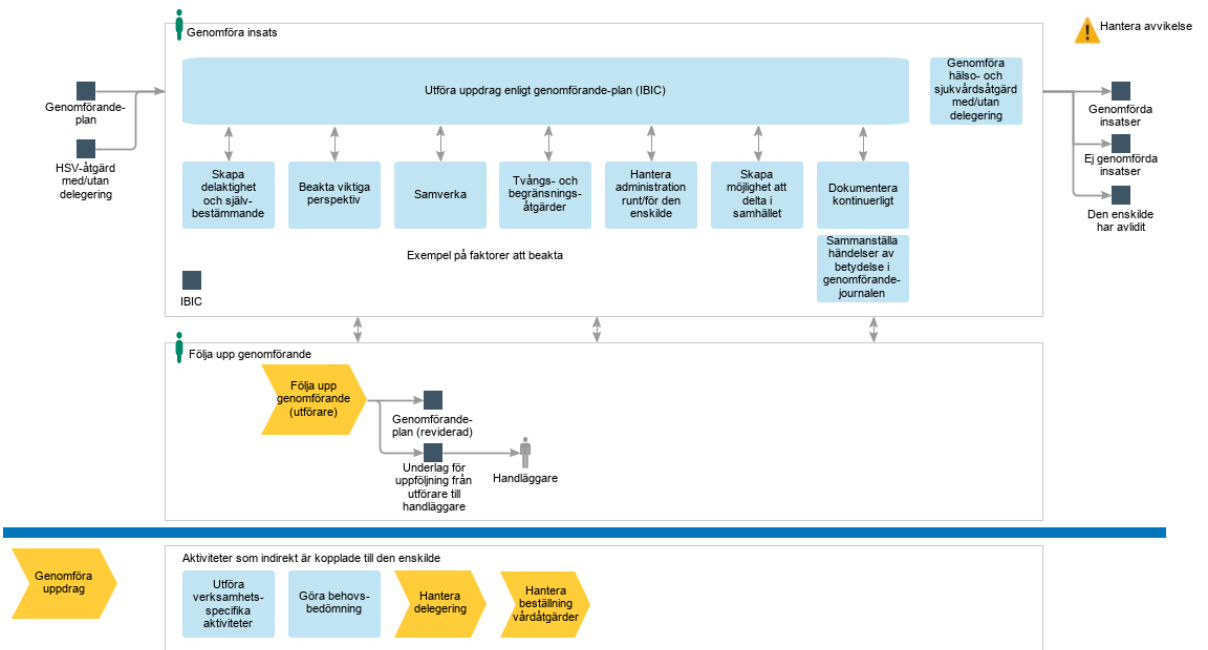 Genomföra insats
Hantera avvikelse
Genomförande-
plan
HSV-åtgärd
med/utan
delegering
Utföra uppdrag enligt genomförande-plan (IBIC)
Genomföra
hälso- och
sjukvårdsåtgärd
med/utan
delegering
Genomförda
insatser
Ej genomförda
insatser
Den enskilde
har avlidit
Skapa
delaktighet
och själv-
bestämmande
Beakta viktiga
perspektiv
Samverka
Tvångs- och
begränsnings-
åtgärder
Hantera
administration
runt/för den
enskilde
Skapa
möjlighet att
delta i
samhället
Dokumentera
kontinuerligt
Exempel på faktorer att beakta
Sammanställa
händelser av
betydelse i
genomförande-
journalen
IBIC
Följa upp genomförande
Följa upp
genomförande
(utförare)
Genomförande-
plan (reviderad)
Underlag för
uppföljning från
utförare till
handläggare
Handläggare
Genomföra
uppdrag
Aktiviteter som indirekt är kopplade till den enskilde
Utföra
verksamhets-
specifika
aktiviteter
Göra behovs-
bedömning
Hantera
delegering
Hantera
beställning
vårdåtgärder